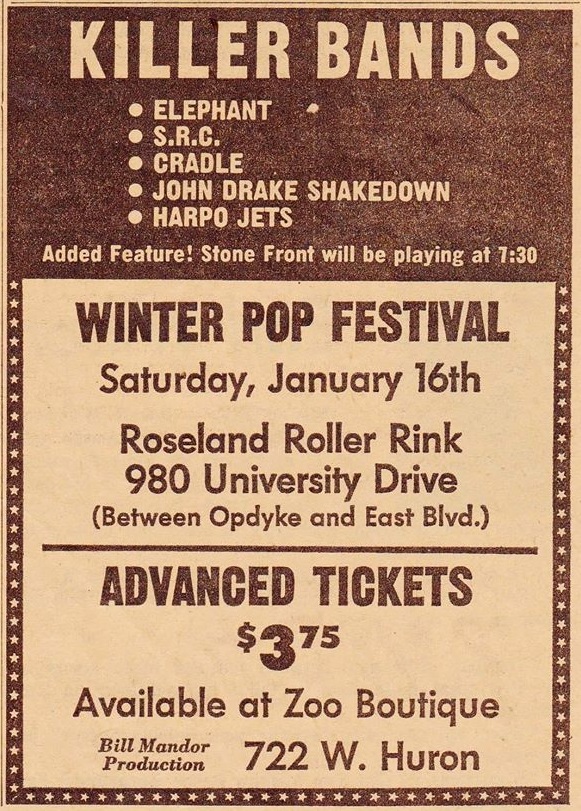 KILLER BANDS
• ELEPHANT
• S.R.C.
• CRADLE
• JOHN DRAKE SHAKEDOWN
• HARPO JETS
Added Feature! Stone Front will be playing at 7:30
WINTER POP FESTIVAL
Saturday, January 16th
Roseland Roller Rink
980 University Drive
(Between Opdyke and East Blvd.)
ADVANCED TICKETS
$3 75
Available at Zoo Boutique
Bill Mandor
Production
722 W. Huron